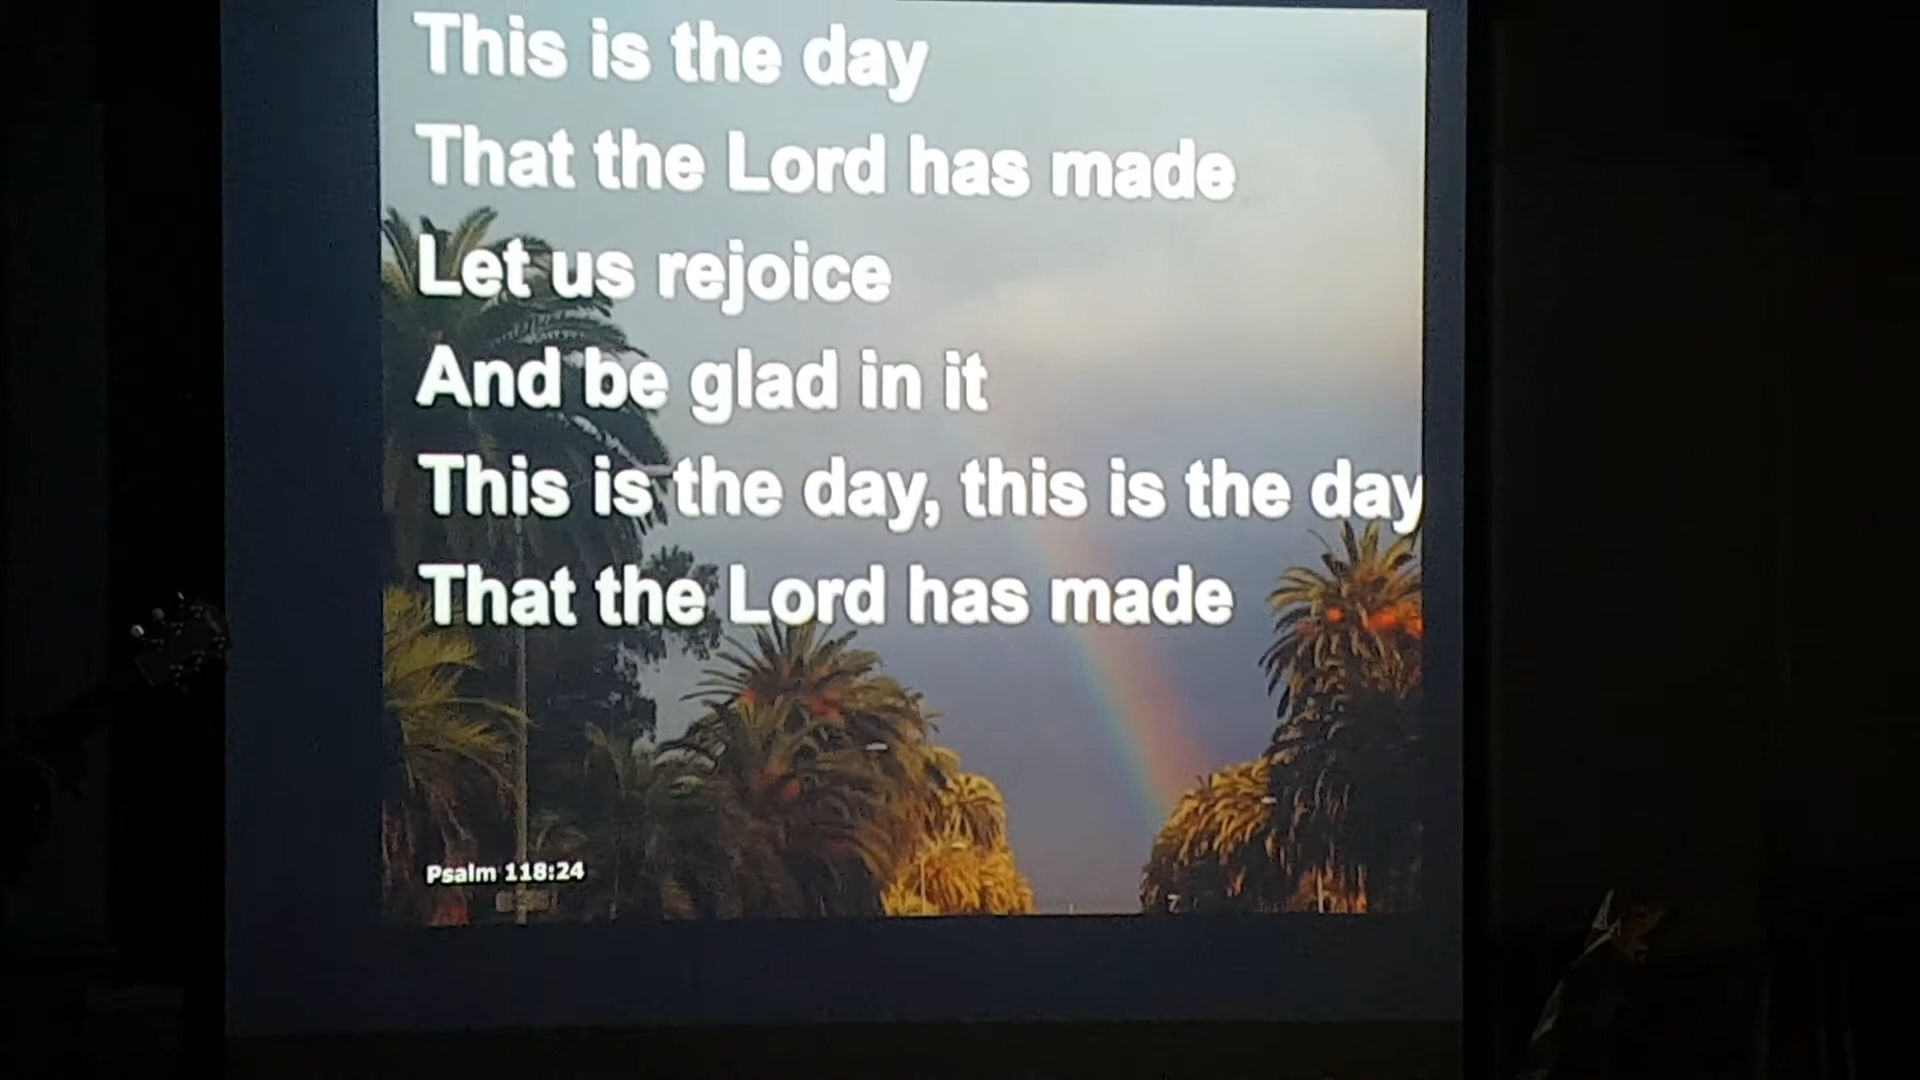 This is the day
That the Lord has made
Let us rejoice
And be glad in it
This is the day, this is the day
That the Lord has made
Psalm 118:24